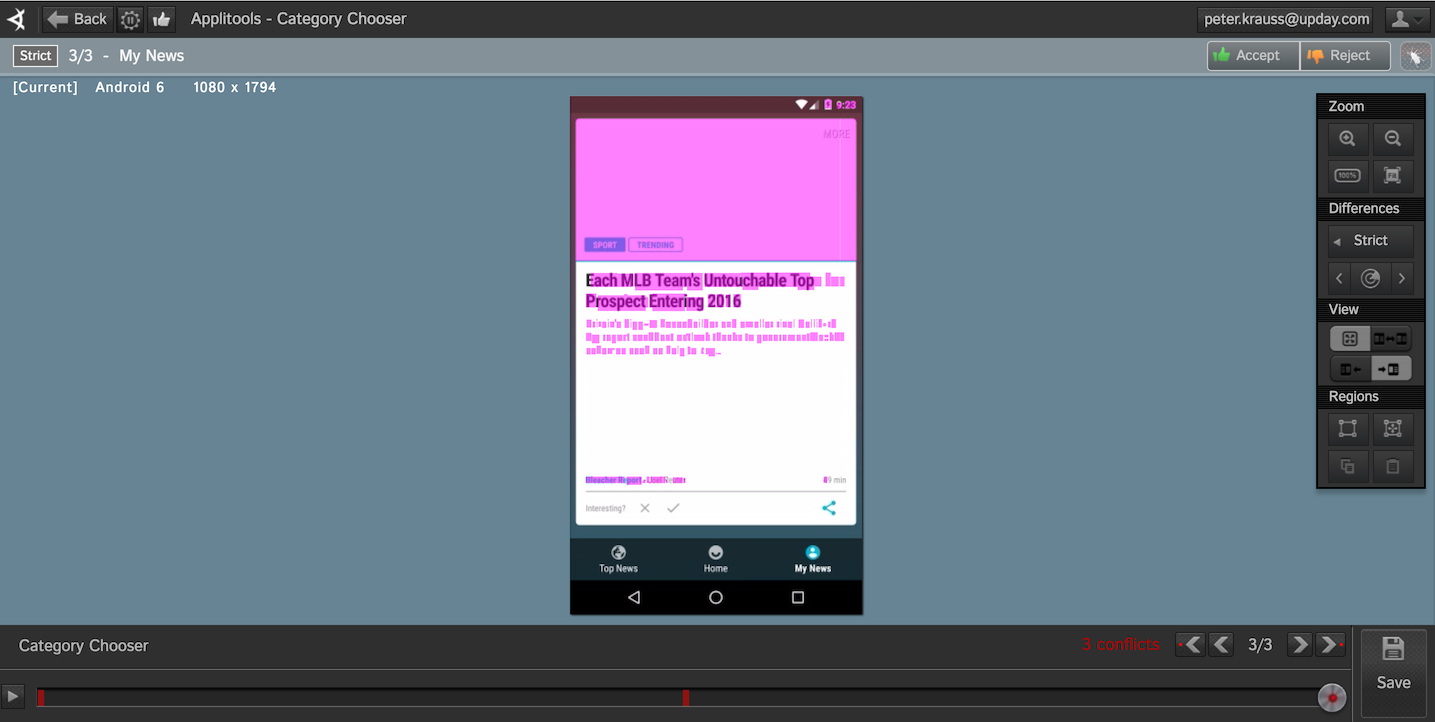 Back
Applitools - Category Chooser
peter.krauss@upday.com
Strict 3/3 - My News
Accept
Reject
[Current] Android 6 1080 x 1794
9:23
MORE
SPORT
TRENDING
Each MLB Team's Untouchable Top
Prospect Entering 2016
Bleacher Report
9 min
Interesting?
Top News
Home
My News
Zoom
100%
Fit
Differences
Strict
View
Regions
Category Chooser
3 conflicts
3/3
Save